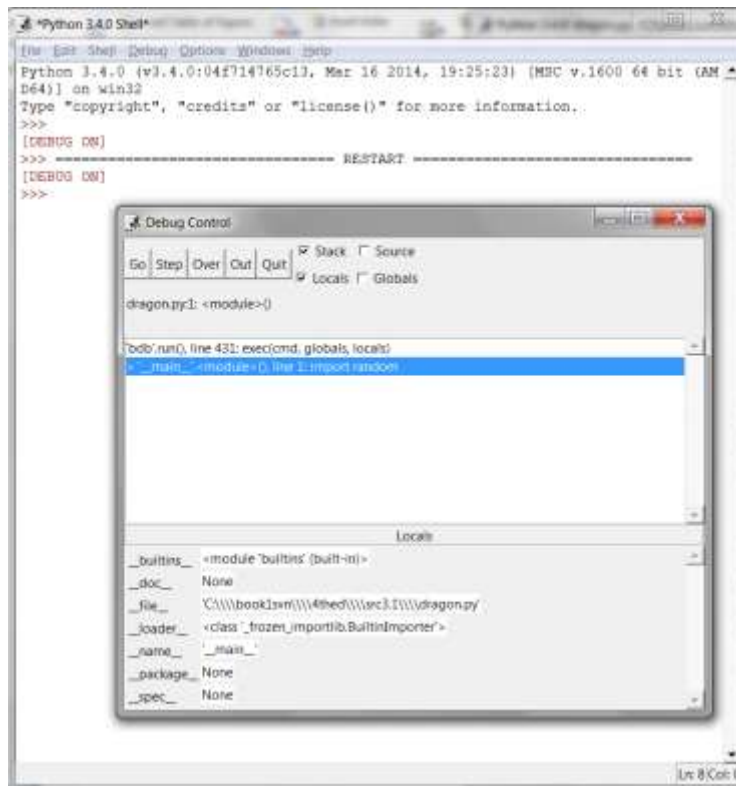 *Python 3.4.0 Shell*
File Edit Shell Debug Options Windows Help
Python 3.4.0 (v3.4.0:04f714765c13, Mar 16 2014, 19:25:23) [MSC v.1600 64 bit (AM
D64)] on win32
Type "copyright", "credits" or "license()" for more information.
>>>
[DEBUG ON]
>>> ================================ RESTART ================================
[DEBUG ON]
>>>
Debug Control
Go Step Over Out Quit
Stack Source
Locals Globals
dragon.py:1: <module>()
'bdb'.run(), line 431: exec(cmd, globals, locals)
> '__main__'.<module>(), line 1: import random
Locals
__builtins__ <module 'builtins' (built-in)>
__doc__ None
__file__ 'C:\\\\book1svn\\\\4thed\\\\src3.1\\\\dragon.py'
__loader__ <class '_frozen_importlib.BuiltinImporter'>
__name__ '__main__'
__package__ None
__spec__ None
Ln: 8 Col: